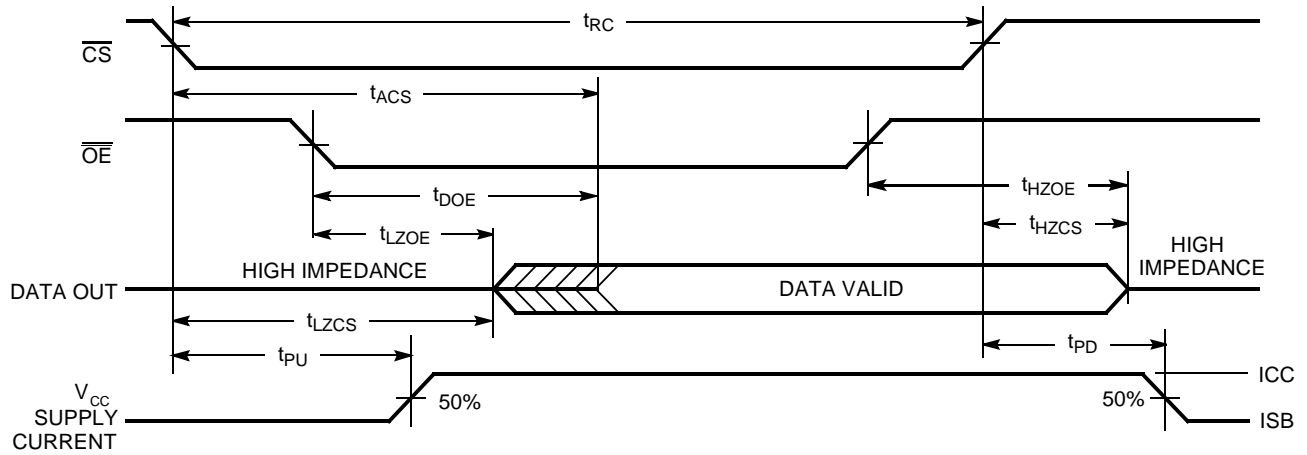 tRC
CS
tACS
OE
tDOE
tHZOE
tLZOE
tHZCS
HIGH IMPEDANCE
HIGH
IMPEDANCE
DATA OUT
DATA VALID
tLZCS
tPU
tPD
VCC
SUPPLY
CURRENT
50%
50%
ICC
ISB